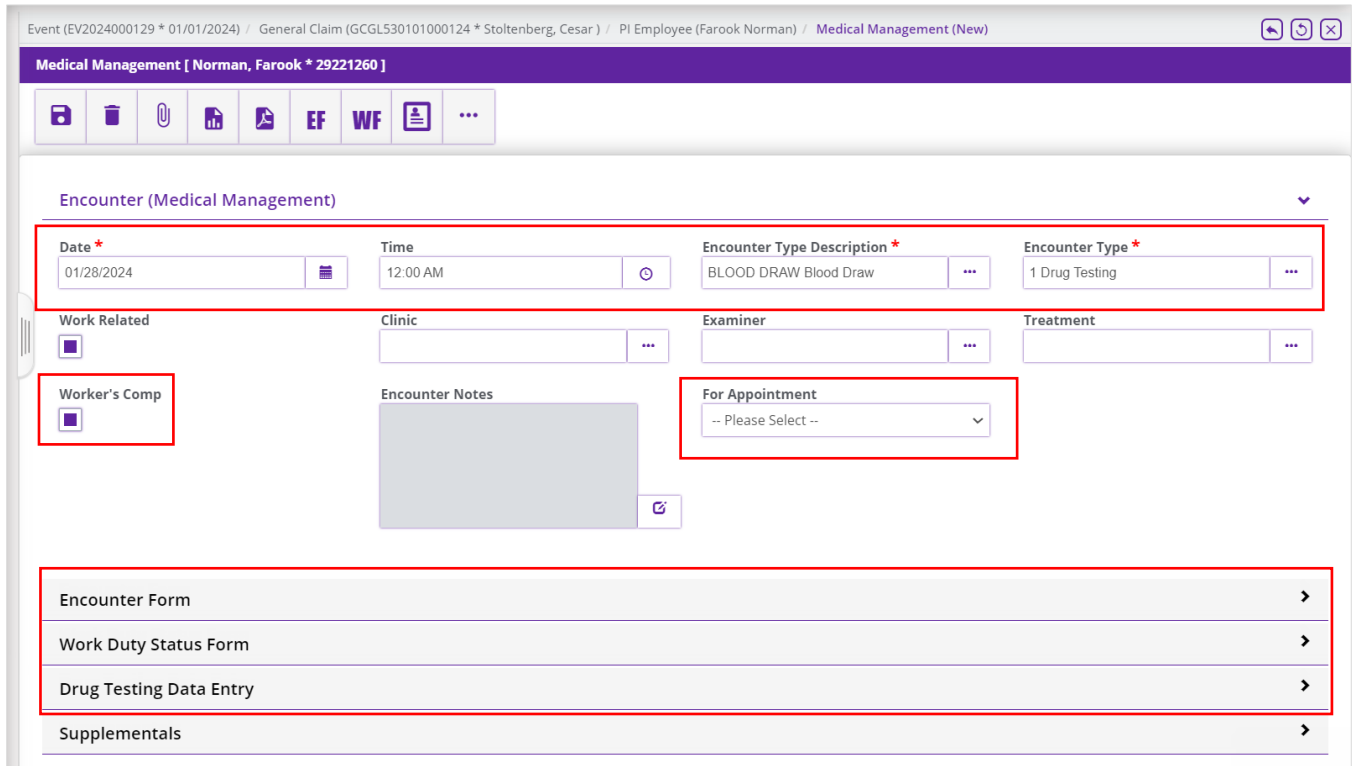 Event (EV2024000129 * 01/01/2024) / General Claim (GCGL530101000124 * Stoltenberg, Cesar ) / PI Employee (Farook Norman) / Medical Management (New)
Medical Management [ Norman, Farook * 29221260 ]
EF WF
Encounter (Medical Management)
Date * Time Encounter Type Description * Encounter Type *
01/28/2024 12:00 AM BLOOD DRAW Blood Draw 1 Drug Testing
Work Related Clinic Examiner Treatment
Worker's Comp Encounter Notes For Appointment
-- Please Select --
Encounter Form
Work Duty Status Form
Drug Testing Data Entry
Supplementals